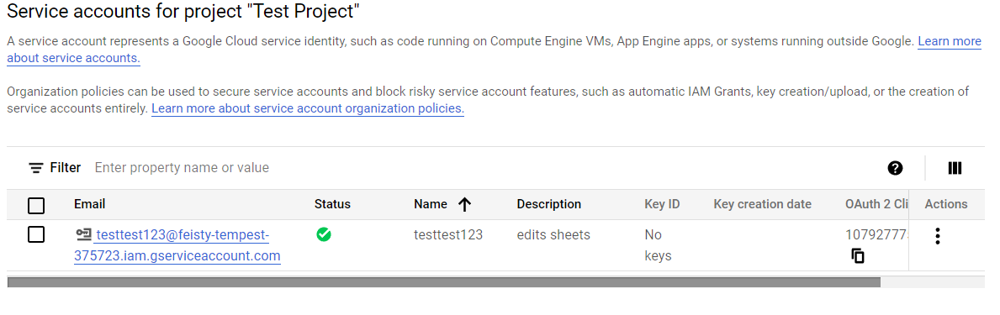 Service accounts for project "Test Project"
A service account represents a Google Cloud service identity, such as code running on Compute Engine VMs, App Engine apps, or systems running outside Google. Learn more
about service accounts.
Organization policies can be used to secure service accounts and block risky service account features, such as automatic IAM Grants, key creation/upload, or the creation of
service accounts entirely. Learn more about service account organization policies.
Filter Enter property name or value
Email Status Name Description Key ID Key creation date OAuth 2 Cli Actions
testtest123@feisty-tempest- testtest123 edits sheets No 107927775
375723.iam.gserviceaccount.com keys